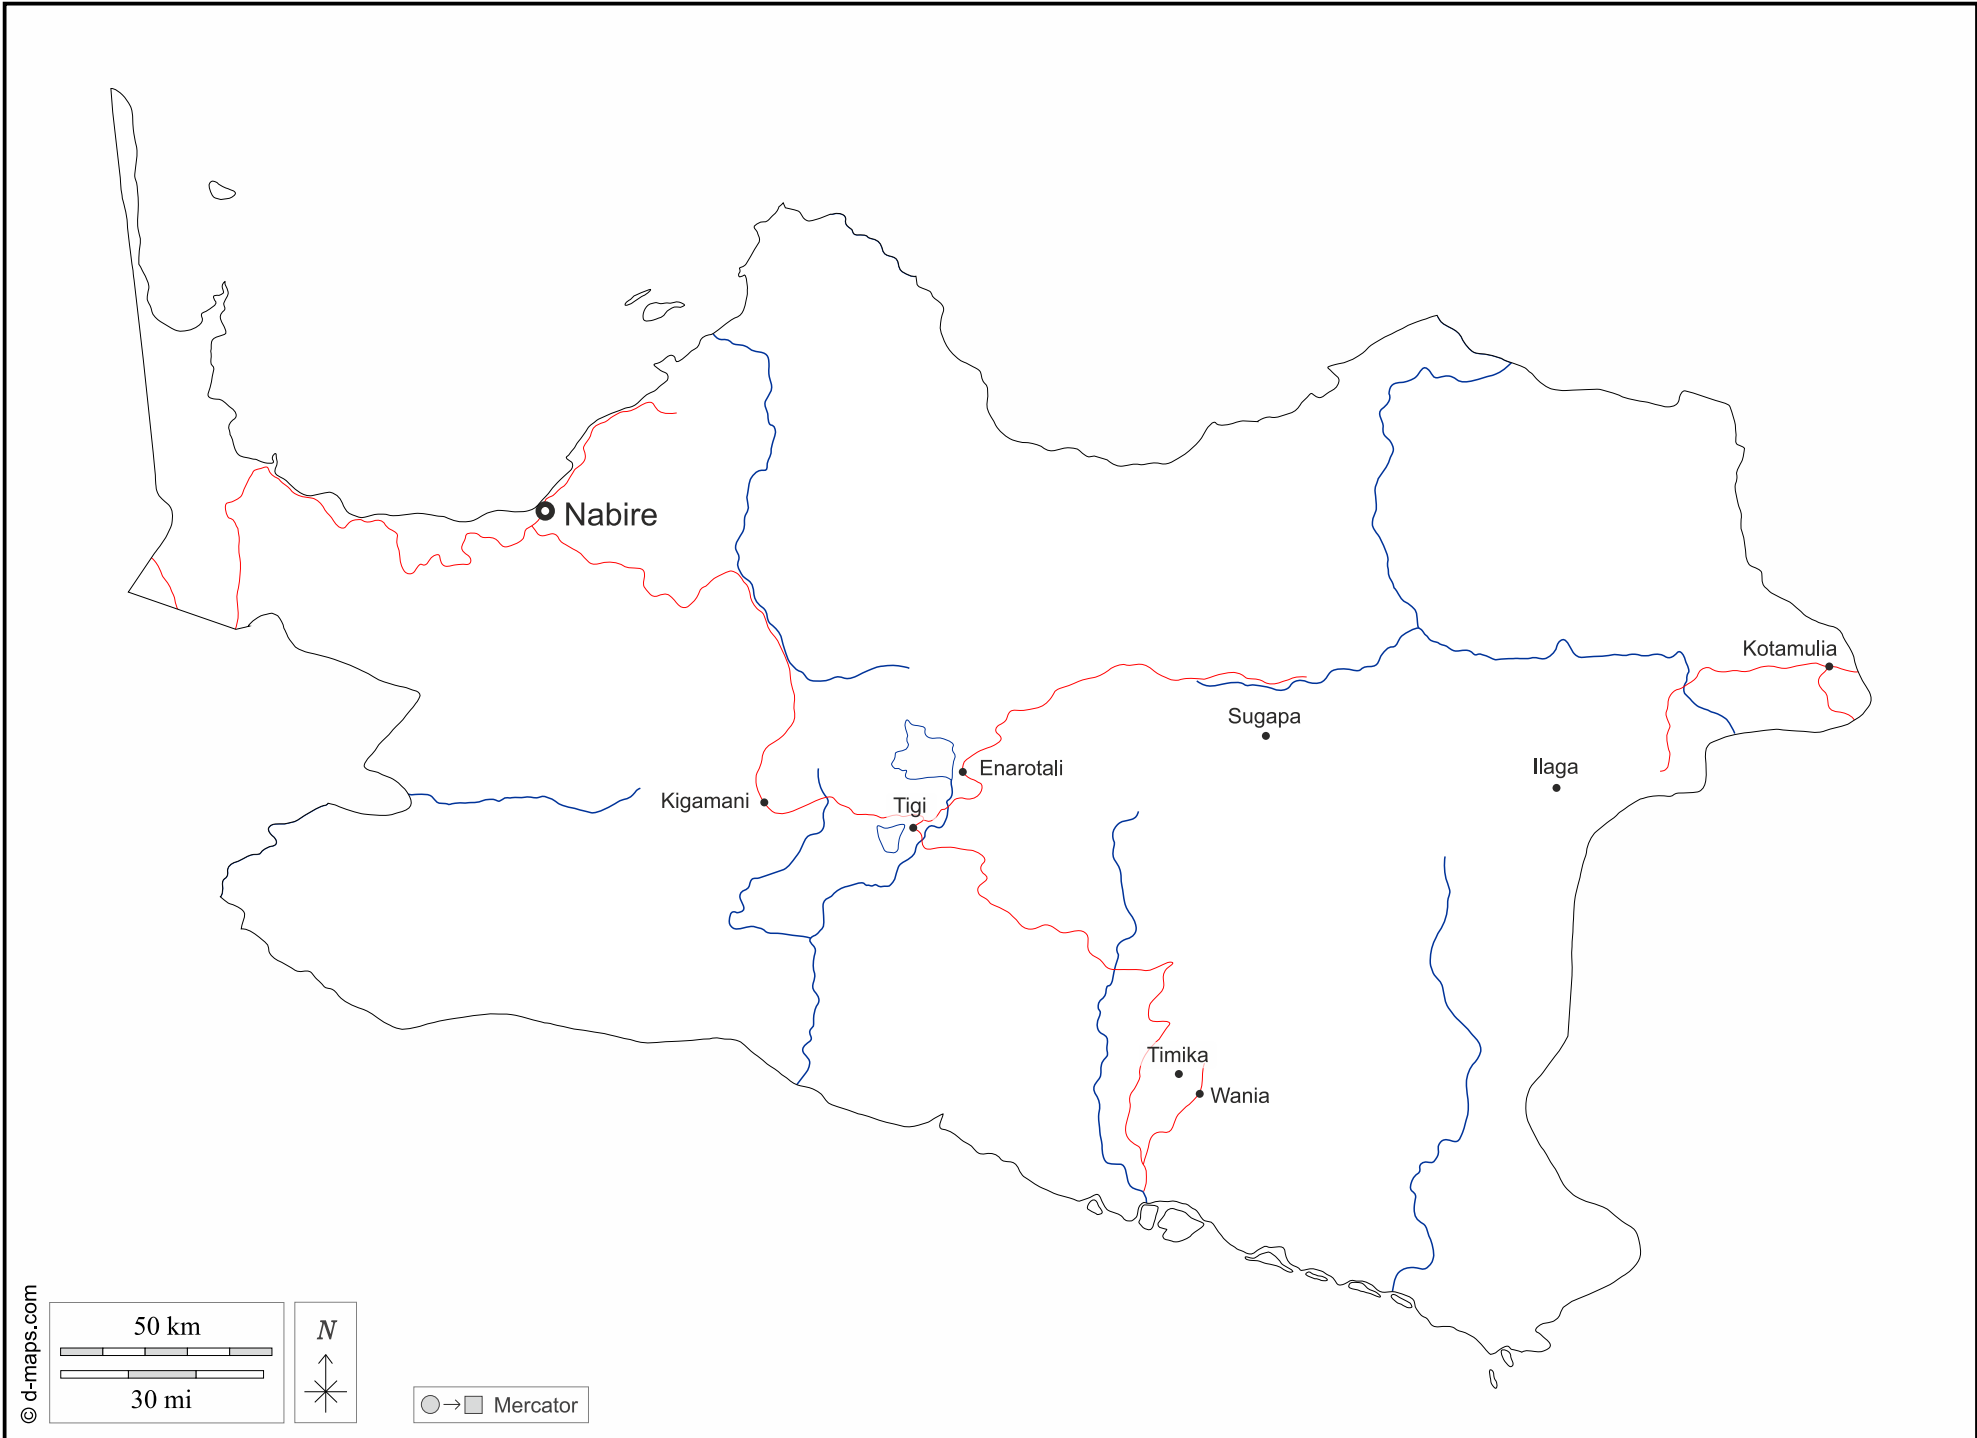 Nabire
Kotamulia
Sugapa
Ilaga
Enarotali
Kigamani
Tigi
Timika
Wania
© d-maps.com
50 km
30 mi
N
Mercator